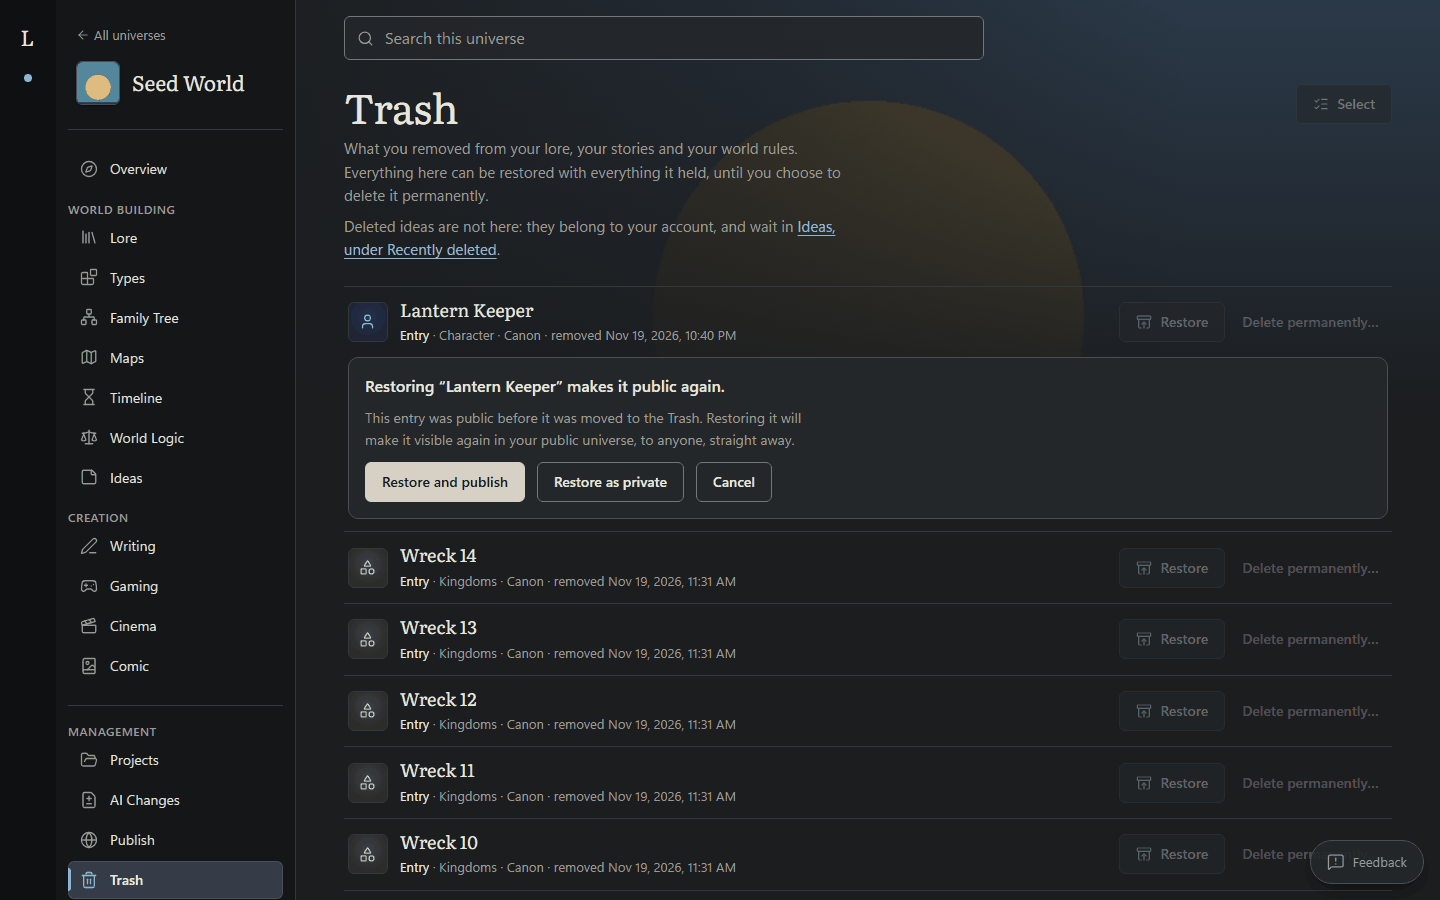 L
All universes
Seed World
Overview
WORLD BUILDING
Lore
Types
Family Tree
Maps
Timeline
World Logic
Ideas
CREATION
Writing
Gaming
Cinema
Comic
MANAGEMENT
Projects
AI Changes
Publish
Trash
Search this universe
Trash
Select
What you removed from your lore, your stories and your world rules.
Everything here can be restored with everything it held, until you choose to
delete it permanently.
Deleted ideas are not here: they belong to your account, and wait in Ideas,
under Recently deleted.
Lantern Keeper
Entry · Character · Canon · removed Nov 19, 2026, 10:40 PM
Restore
Delete permanently...
Restoring “Lantern Keeper” makes it public again.
This entry was public before it was moved to the Trash. Restoring it will
make it visible again in your public universe, to anyone, straight away.
Restore and publish
Restore as private
Cancel
Wreck 14
Entry · Kingdoms · Canon · removed Nov 19, 2026, 11:31 AM
Restore
Delete permanently...
Wreck 13
Entry · Kingdoms · Canon · removed Nov 19, 2026, 11:31 AM
Restore
Delete permanently...
Wreck 12
Entry · Kingdoms · Canon · removed Nov 19, 2026, 11:31 AM
Restore
Delete permanently...
Wreck 11
Entry · Kingdoms · Canon · removed Nov 19, 2026, 11:31 AM
Restore
Delete permanently...
Wreck 10
Entry · Kingdoms · Canon · removed Nov 19, 2026, 11:31 AM
Restore
Delete
Feedback